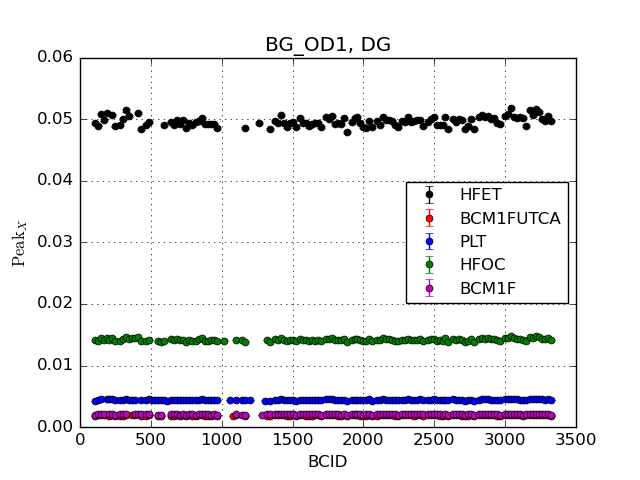 BG_OD1, DG
0.06
0.05
0.04
0.03
0.02
0.01
0.00
Peak_X
HFET
BCM1FUTCA
PLT
HFOC
BCM1F
0 500 1000 1500 2000 2500 3000 3500
BCID